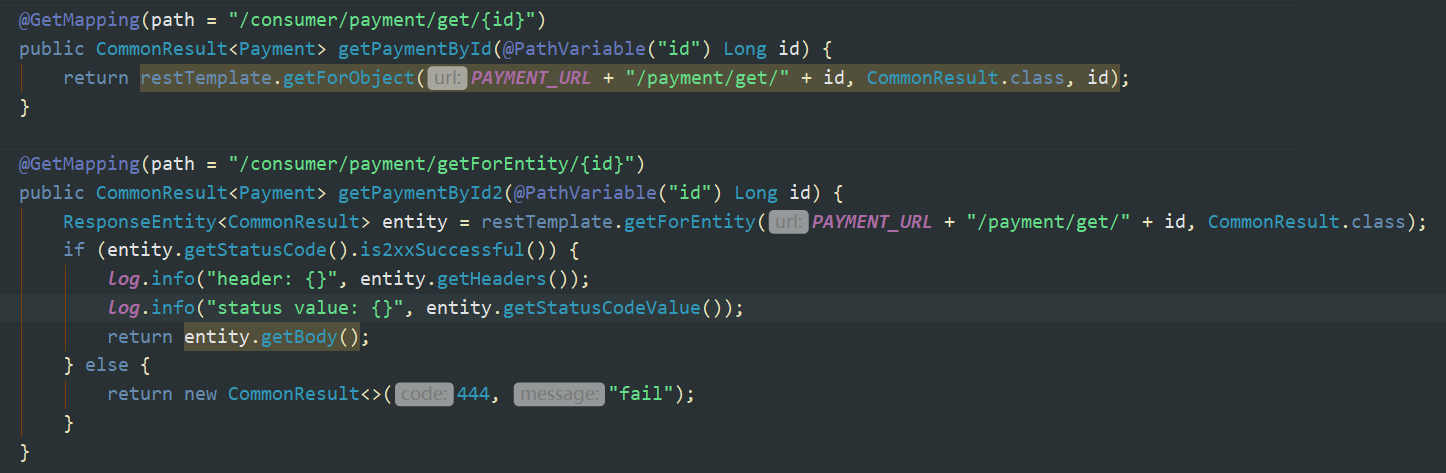 @GetMapping(path = "/consumer/payment/get/{id}")
public CommonResult<Payment> getPaymentById(@PathVariable("id") Long id) {
    return restTemplate.getForObject( url: PAYMENT_URL + "/payment/get/" + id, CommonResult.class, id);
}
@GetMapping(path = "/consumer/payment/getForEntity/{id}")
public CommonResult<Payment> getPaymentById2(@PathVariable("id") Long id) {
    ResponseEntity<CommonResult> entity = restTemplate.getForEntity( url: PAYMENT_URL + "/payment/get/" + id, CommonResult.class);
    if (entity.getStatusCode().is2xxSuccessful()) {
        log.info("header: {}", entity.getHeaders());
        log.info("status value: {}", entity.getStatusCodeValue());
        return entity.getBody();
    } else {
        return new CommonResult<>( code: 444, message: "fail");
    }
}